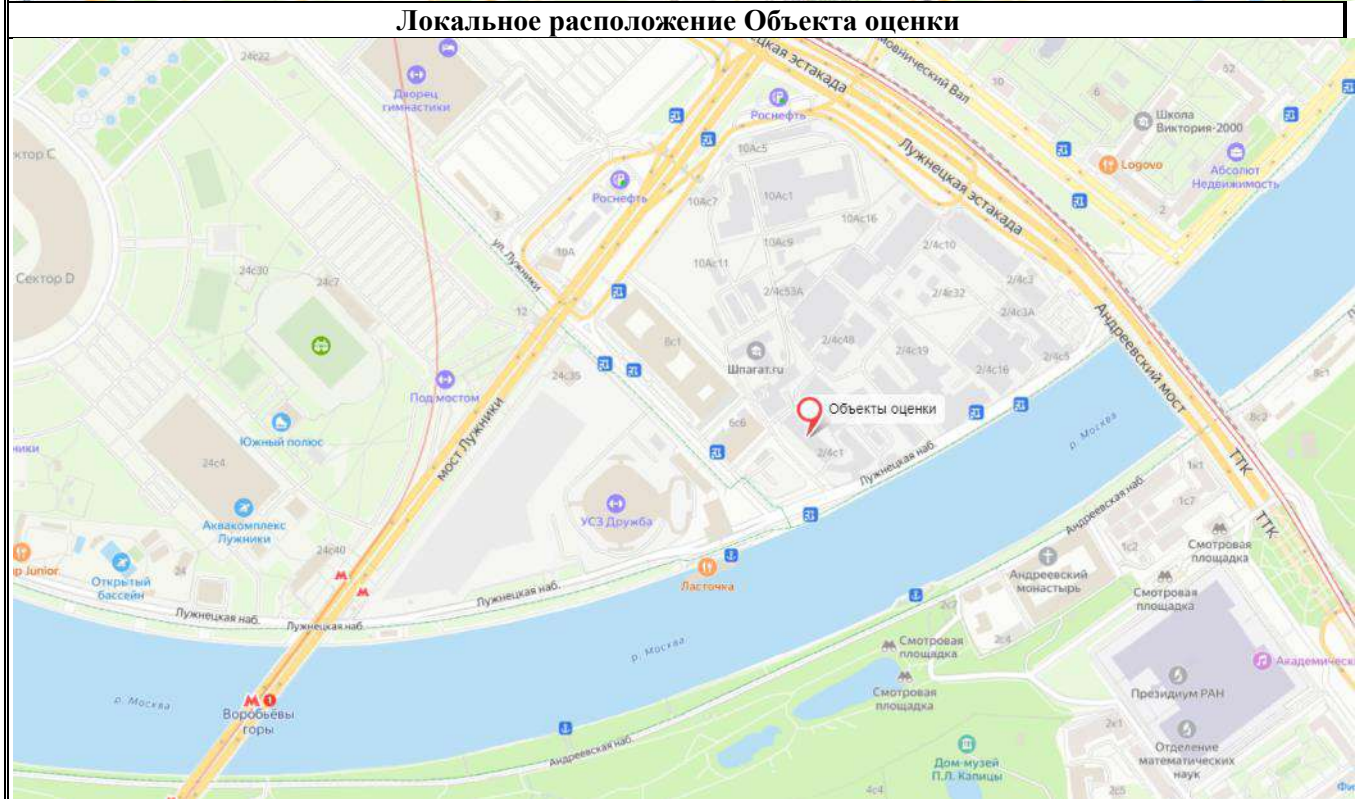 Локальное расположение Объекта оценки
24с22
Дворец
гимнастики
Роснефть
Лужнецкая эстакада
10
6
52
Школа
Виктория-2000
Logovo
Абсолют
Недвижимость
2
10Ас5
Роснефть
10Ас7
10Ас1
10Ас16
10Ас9
10Ас11
2/4с10
2/4с53А
2/4с32
2/4с3
2/4с3А
3
ул. Лужники
10А
12
Сектор D
24с30
24с7
8с1
Шпагат.ru
2/4с48
2/4с19
2/4с16
2/4с5
Андреевский мост
24с35
Под мостом
мост Лужники
Объекты оценки
6с6
2/4с1
Лужнецкая наб.
р. Москва
8с1
8с2
ТТК
Южный полюс
24с4
Аквакомплекс
Лужники
УСЗ Дружба
Андреевская наб.
1к1
1с7
1с2
ТТК
Смотровая
площадка
Андреевский
монастырь
Смотровая
площадка
24с40
24
Открытый
бассейн
Лужнецкая наб.
Лужнецкая наб.
Лужнецкая наб.
Ласточка
2с7
2с4
Смотровая
площадка
Смотровая
площадка
р. Москва
р. Москва
Воробьёвы
горы
1
Андреевская наб.
Президиум РАН
2к1
Отделение
математических
наук
Дом-музей
П.Л. Капицы
4с4
2с5